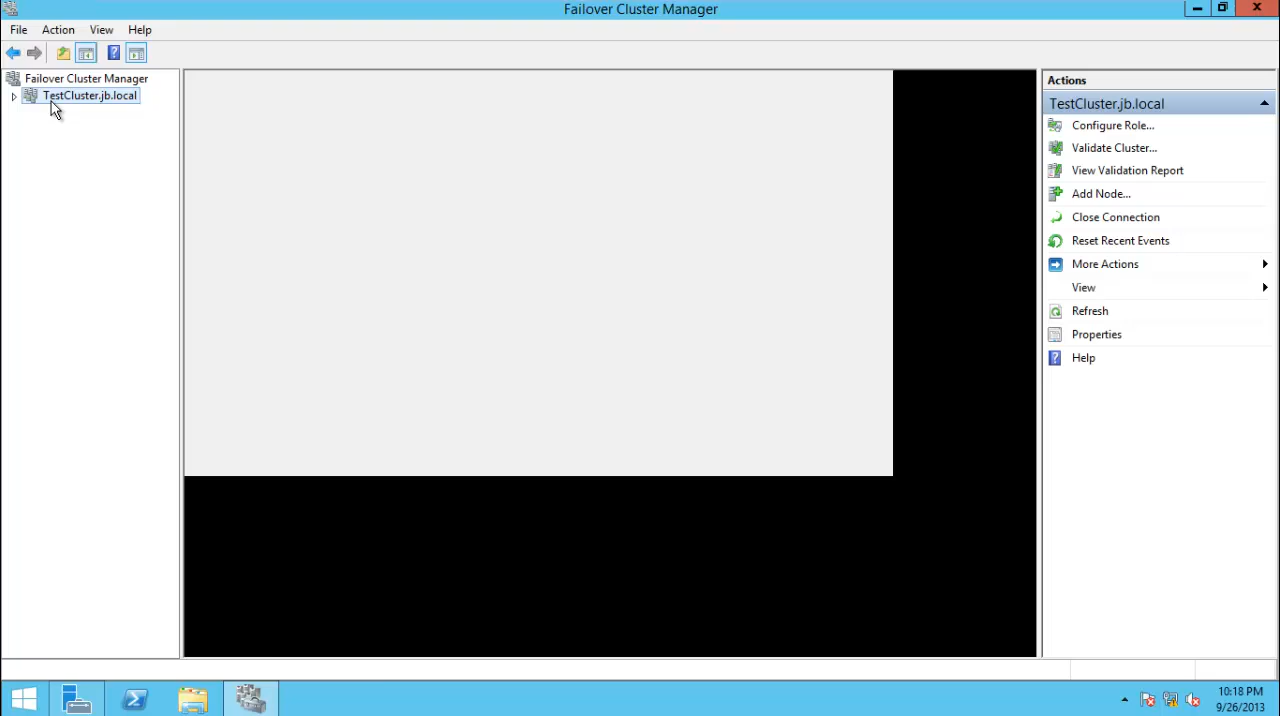 Failover Cluster Manager
File Action View Help
Failover Cluster Manager
TestCluster.jb.local
Actions
TestCluster.jb.local
Configure Role...
Validate Cluster...
View Validation Report
Add Node...
Close Connection
Reset Recent Events
More Actions
View
Refresh
Properties
Help
10:18 PM
9/26/2013